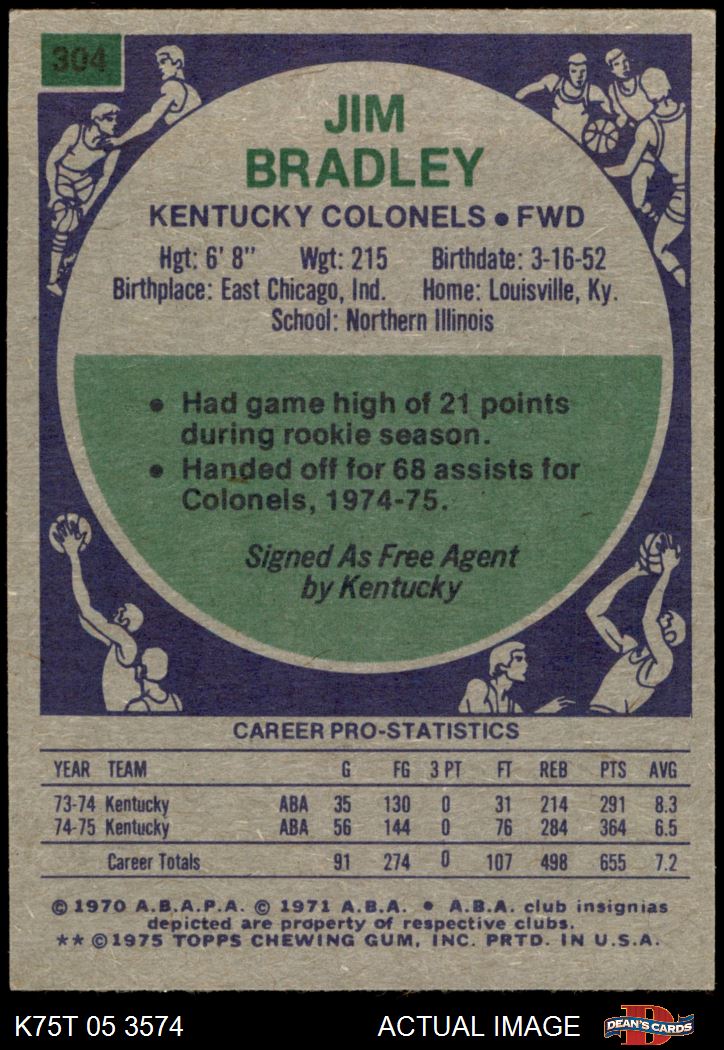 304
JIM
BRADLEY
KENTUCKY COLONELS • FWD
Hgt: 6' 8" Wgt: 215 Birthdate: 3-16-52
Birthplace: East Chicago, Ind. Home: Louisville, Ky.
School: Northern Illinois
• Had game high of 21 points
during rookie season.
• Handed off for 68 assists for
Colonels, 1974-75.
Signed As Free Agent
by Kentucky
CAREER PRO-STATISTICS
YEAR TEAM G FG 3 PT FT REB PTS AVG
73-74 Kentucky ABA 35 130 0 31 214 291 8.3
74-75 Kentucky ABA 56 144 0 76 284 364 6.5
Career Totals 91 274 0 107 498 655 7.2
© 1970 A.B.A.P.A. © 1971 A.B.A. • A.B.A. club insignias
depicted are property of respective clubs.
** © 1975 TOPPS CHEWING GUM, INC. PRTD. IN U.S.A.
K75T 05 3574 ACTUAL IMAGE D DEAN'S CARDS